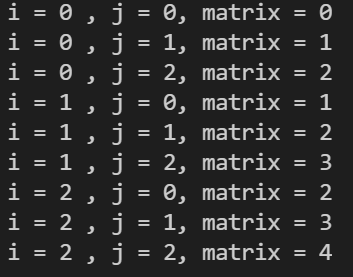 i = 0 , j = 0, matrix = 0
i = 0 , j = 1, matrix = 1
i = 0 , j = 2, matrix = 2
i = 1 , j = 0, matrix = 1
i = 1 , j = 1, matrix = 2
i = 1 , j = 2, matrix = 3
i = 2 , j = 0, matrix = 2
i = 2 , j = 1, matrix = 3
i = 2 , j = 2, matrix = 4